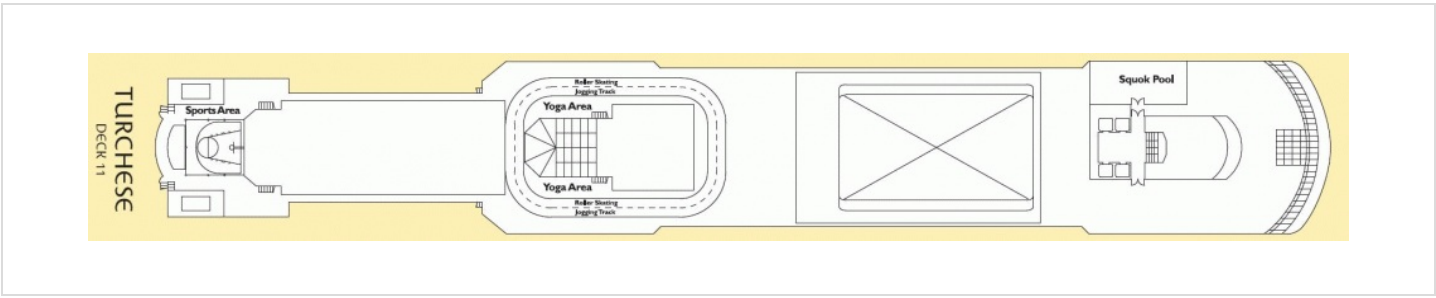 TURCHESE
DECK 11
Sports Area
Roller Skating
Jogging Track
Yoga Area
Yoga Area
Roller Skating
Jogging Track
Squok Pool